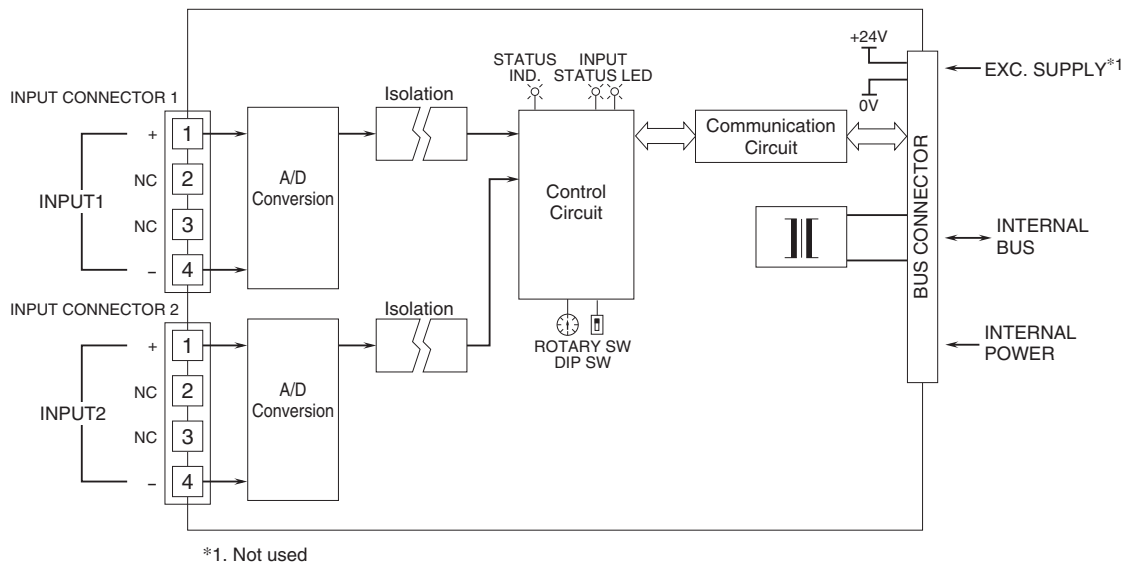 STATUS
IND.
INPUT
STATUS LED
+24V
0V
EXC. SUPPLY*1
INPUT CONNECTOR 1
INPUT1
+
1
NC
2
NC
3
–
4
A/D
Conversion
Isolation
Control
Circuit
Communication
Circuit
BUS CONNECTOR
INTERNAL
BUS
INPUT CONNECTOR 2
INPUT2
+
1
NC
2
NC
3
–
4
A/D
Conversion
Isolation
ROTARY SW
DIP SW
INTERNAL
POWER
*1. Not used